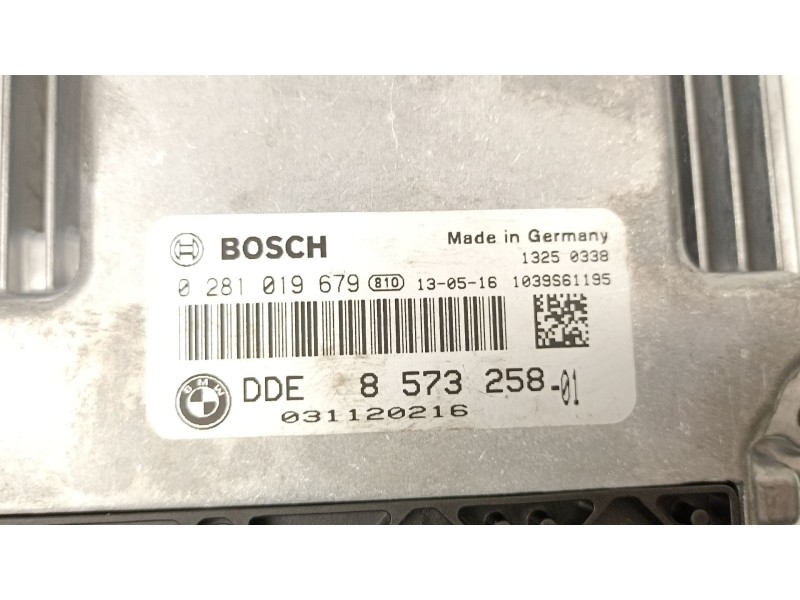 BOSCH
Made in Germany
1325 0338
0 281 019 679 810 13-05-16 1039S61195
BMW
DDE 8 573 258-01
031120216